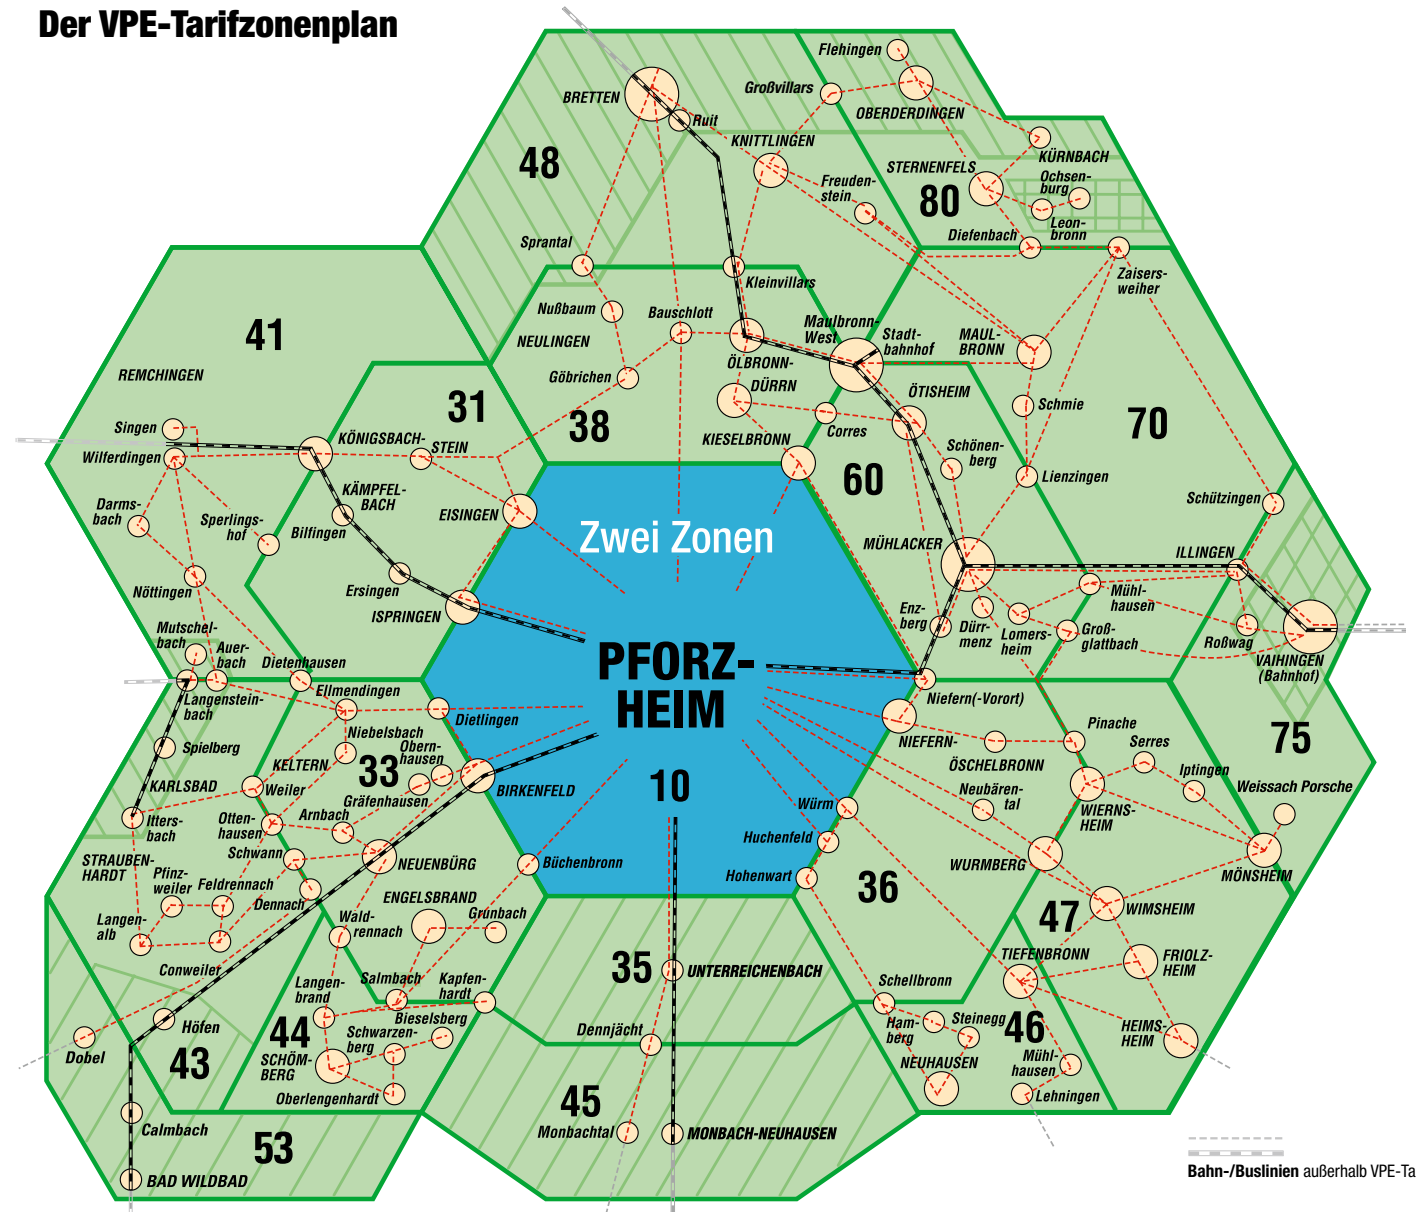 Der VPE-Tarifzonenplan
Flehingen
Großvillars
BRETTEN
OBERDERDINGEN
Ruit
KNITTLINGEN
KÜRNBACH
48
STERNENFELS
Ochsen-
burg
Freuden-
stein
80
Leon-
bronn
Diefenbach
Sprantal
Zaisers-
weiher
Kleinvillars
Nußbaum
Bauschlott
Maulbronn-
West
Stadt-
bahnhof
MAUL-
BRONN
41
NEULINGEN
ÖLBRONN-
DÜRRN
REMCHINGEN
Göbrichen
ÖTISHEIM
31
Schmie
38
70
Singen
KÖNIGSBACH-
STEIN
KIESELBRONN
Corres
Schönen-
berg
Wilferdingen
60
Lienzingen
KÄMPFEL-
BACH
Darms-
bach
Schützingen
Sperlings-
hof
Bilfingen
EISINGEN
Zwei Zonen
MÜHLACKER
ILLINGEN
Nöttingen
Ersingen
ISPRINGEN
Enz-
berg
Dürr-
menz
Lomers-
heim
Mühl-
hausen
Groß-
glattbach
Roßwag
Mutschel-
bach
Auer-
bach
Dietenhausen
PFORZ-
HEIM
VAIHINGEN
(Bahnhof)
Langenstein-
bach
Ellmendingen
Niefern(-Vorort)
Dietlingen
Pinache
Niebelsbach
Spielberg
Obern-
hausen
NIEFERN-
ÖSCHELBRONN
Serres
75
KELTERN
33
Iptingen
KARLSBAD
Weiler
Gräfenhausen
BIRKENFELD
10
Neubären-
tal
Weissach Porsche
Würm
Itters-
bach
Otten-
hausen
Arnbach
WIERNS-
HEIM
Huchenfeld
STRAUBEN-
HARDT
Schwann
NEUENBÜRG
Büchenbronn
WURMBERG
MÖNSHEIM
Pfinz-
weiler
Feldrennach
Hohenwart
36
Dennach
ENGELSBRAND
Grunbach
47
WIMSHEIM
Langen-
alb
Wald-
rennach
TIEFENBRONN
FRIOLZ-
HEIM
Conweiler
35
UNTERREICHENBACH
Langen-
brand
Salmbach
Kapfen-
hardt
Schellbronn
44
Bieselsberg
Höfen
Schwarzen-
berg
Dennjächt
Ham-
berg
Steinegg
46
HEIMS-
HEIM
Dobel
43
SCHÖM-
BERG
NEUHAUSEN
Mühl-
hausen
Oberlengenhardt
Lehningen
45
Calmbach
Monbachtal
MONBACH-NEUHAUSEN
53
BAD WILDBAD
Bahn-/Buslinien außerhalb VPE-Ta